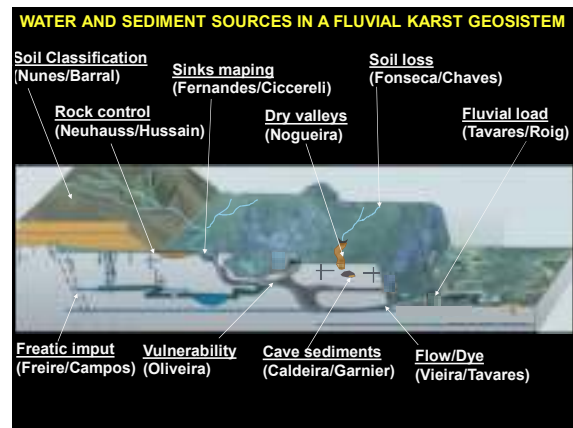 WATER AND SEDIMENT SOURCES IN A FLUVIAL KARST GEOSISTEM
Soil Classification
(Nunes/Barral)
Sinks maping
(Fernandes/Ciccereli)
Soil loss
(Fonseca/Chaves)
Rock control
(Neuhauss/Hussain)
Dry valleys
(Nogueira)
Fluvial load
(Tavares/Roig)
Freatic imput
(Freire/Campos)
Vulnerability
(Oliveira)
Cave sediments
(Caldeira/Garnier)
Flow/Dye
(Vieira/Tavares)